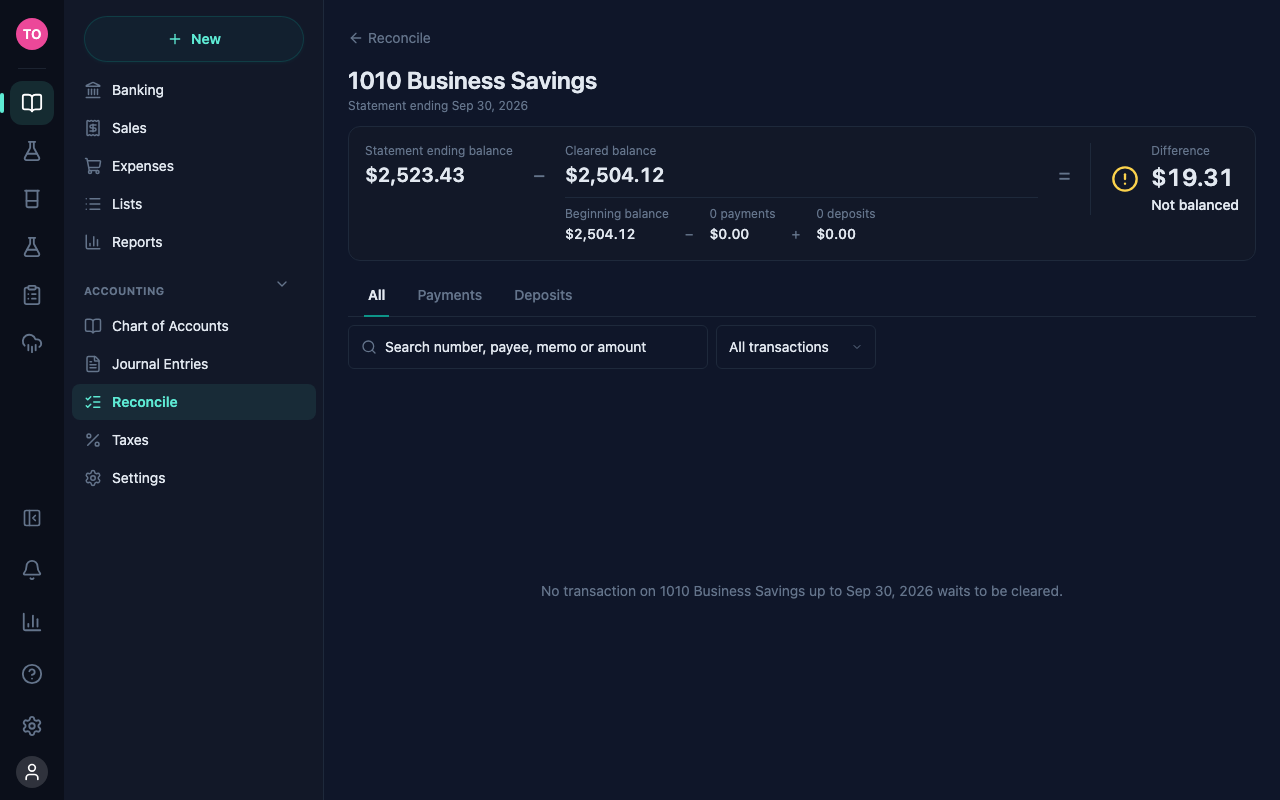 TO
New
Banking
Sales
Expenses
Lists
Reports
ACCOUNTING
Chart of Accounts
Journal Entries
Reconcile
Taxes
Settings
Reconcile
1010 Business Savings
Statement ending Sep 30, 2026
Statement ending balance
$2,523.43
–
Cleared balance
$2,504.12
Beginning balance
$2,504.12
–
0 payments
$0.00
+
0 deposits
$0.00
=
Difference
$19.31
Not balanced
All Payments Deposits
Search number, payee, memo or amount
All transactions
No transaction on 1010 Business Savings up to Sep 30, 2026 waits to be cleared.